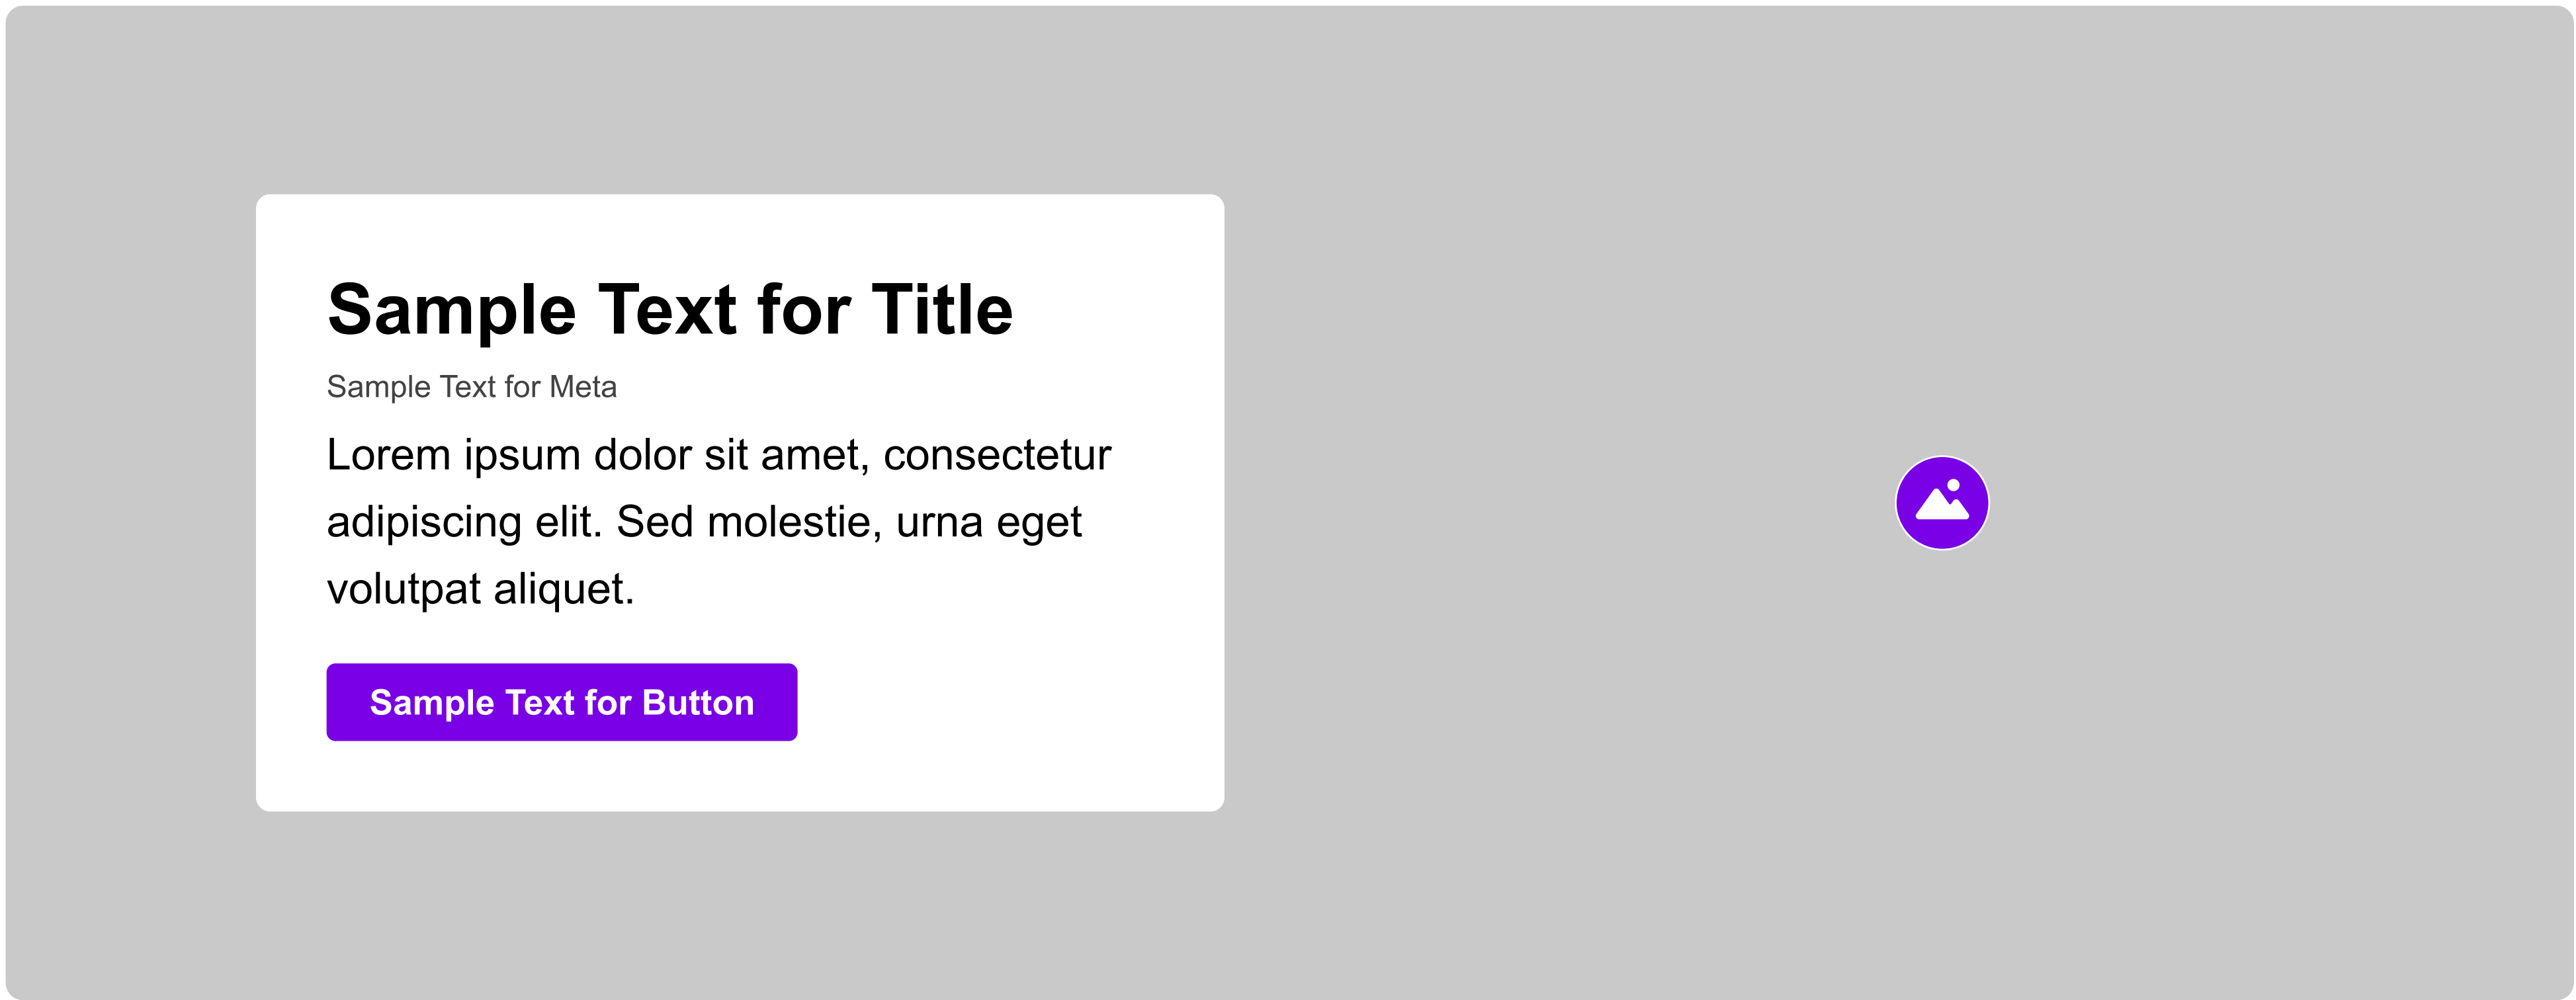 Sample Text for Title
Sample Text for Meta
Lorem ipsum dolor sit amet, consectetur
adipiscing elit. Sed molestie, urna eget
volutpat aliquet.
Sample Text for Button